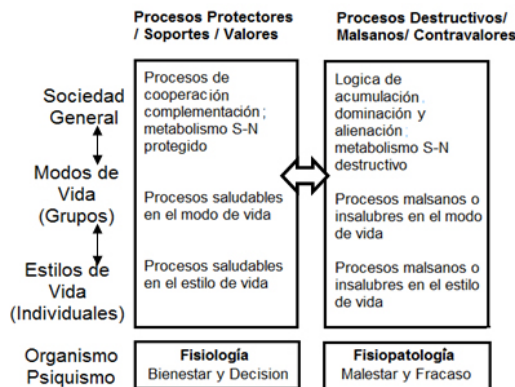 Procesos Protectores
/ Soportes / Valores
Procesos Destructivos/
Malsanos/ Contravalores
Sociedad
General
Procesos de
cooperación
complementación;
metabolismo S-N
protegido
Logica de
acumulación,
dominación y
alienación;
metabolismo S-N
destructivo
Modos de
Vida
(Grupos)
Procesos saludables
en el modo de vida
Procesos malsanos o
insalubres en el modo
de vida
Estilos de
Vida
(Individuales)
Procesos saludables
en el estilo de vida
Procesos malsanos o
insalubres en el estilo
de vida
Organismo
Psiquismo
Fisiología
Bienestar y Decision
Fisiopatología
Malestar y Fracaso